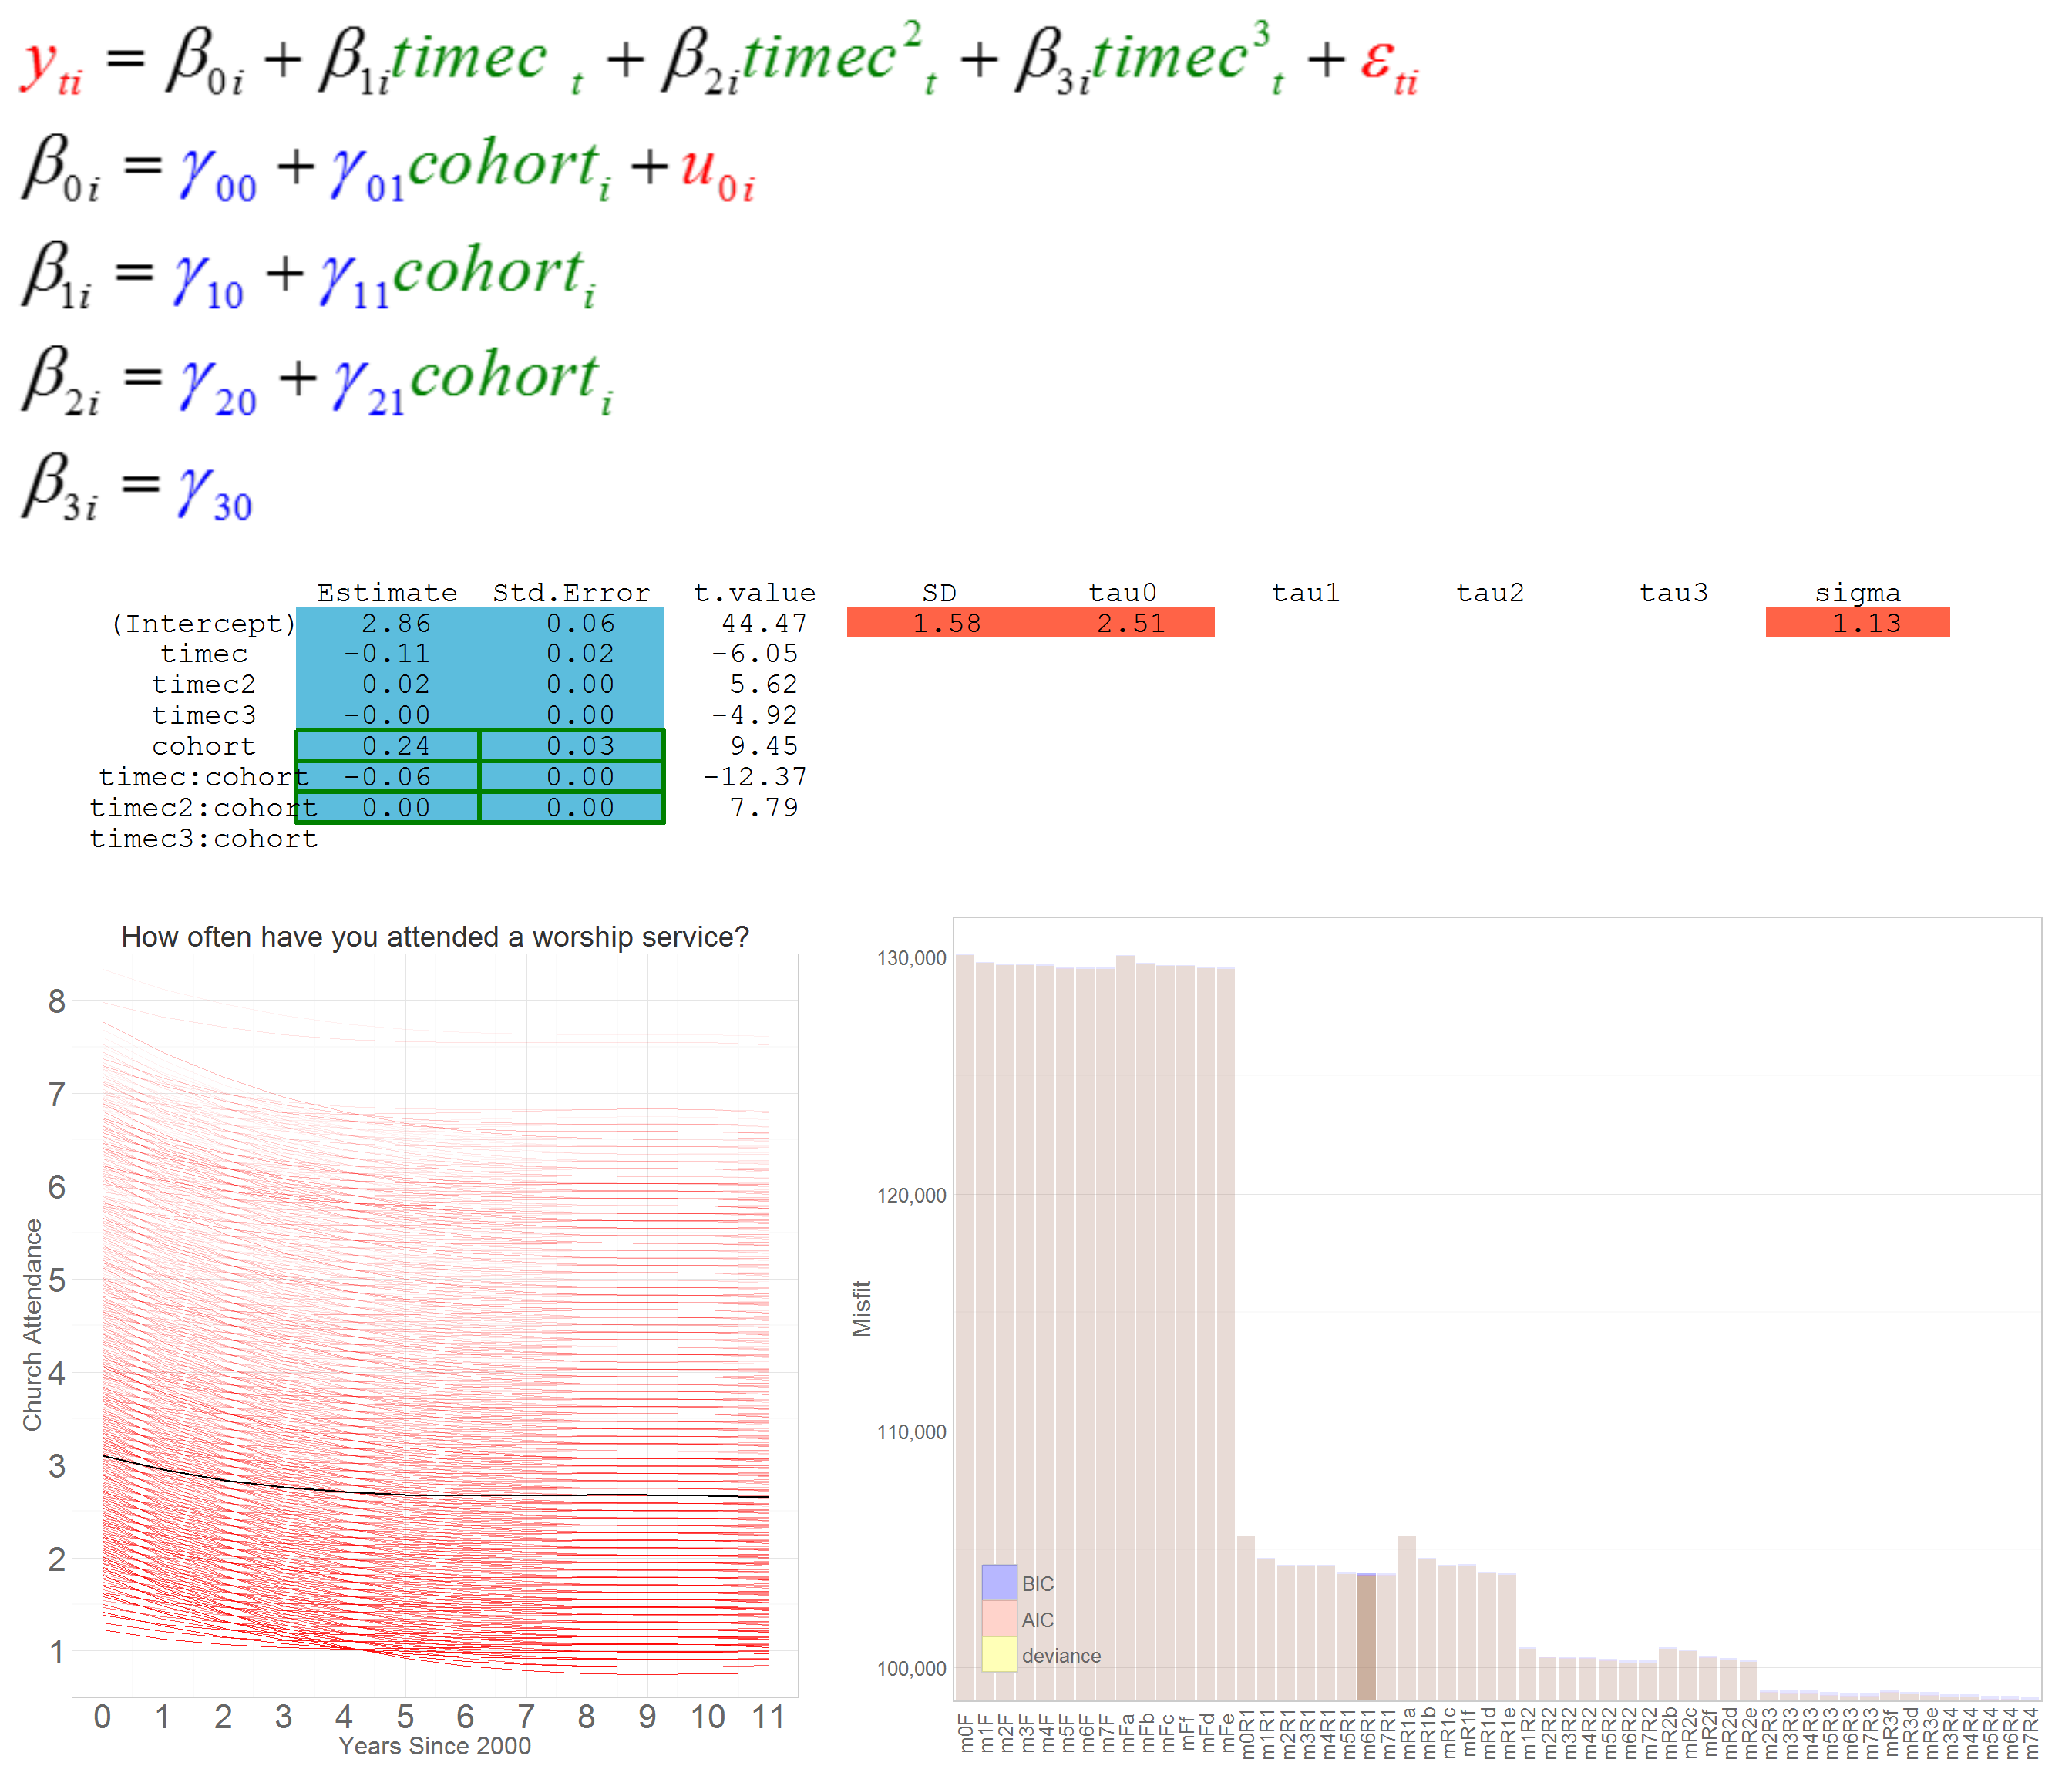 y_ti = β_0i + β_1i timec_t + β_2i timec²_t + β_3i timec³_t + ε_ti
β_0i = γ_00 + γ_01 cohort_i + u_0i
β_1i = γ_10 + γ_11 cohort_i
β_2i = γ_20 + γ_21 cohort_i
β_3i = γ_30
Estimate Std.Error t.value SD tau0 tau1 tau2 tau3 sigma
(Intercept) 2.86 0.06 44.47 1.58 2.51 1.13
timec -0.11 0.02 -6.05
timec2 0.02 0.00 5.62
timec3 -0.00 0.00 -4.92
cohort 0.24 0.03 9.45
timec:cohort -0.06 0.00 -12.37
timec2:cohort 0.00 0.00 7.79
timec3:cohort
How often have you attended a worship service?
Church Attendance
8
7
6
5
4
3
2
1
0 1 2 3 4 5 6 7 8 9 10 11
Years Since 2000
Misfit
130,000
120,000
110,000
100,000
BIC
AIC
deviance
m0F m1F m2F m3F m4F m5F m6F m7F mFa mFb mFc mFf mFd mFe m0R1 m1R1 m2R1 m3R1 m4R1 m5R1 m6R1 m7R1 mR1a mR1b mR1c mR1f mR1d mR1e m1R2 m2R2 m3R2 m4R2 m5R2 m6R2 m7R2 mR2b mR2c mR2f mR2d mR2e m2R3 m3R3 m4R3 m5R3 m6R3 m7R3 mR3f mR3d mR3e m3R4 m4R4 m5R4 m6R4 m7R4